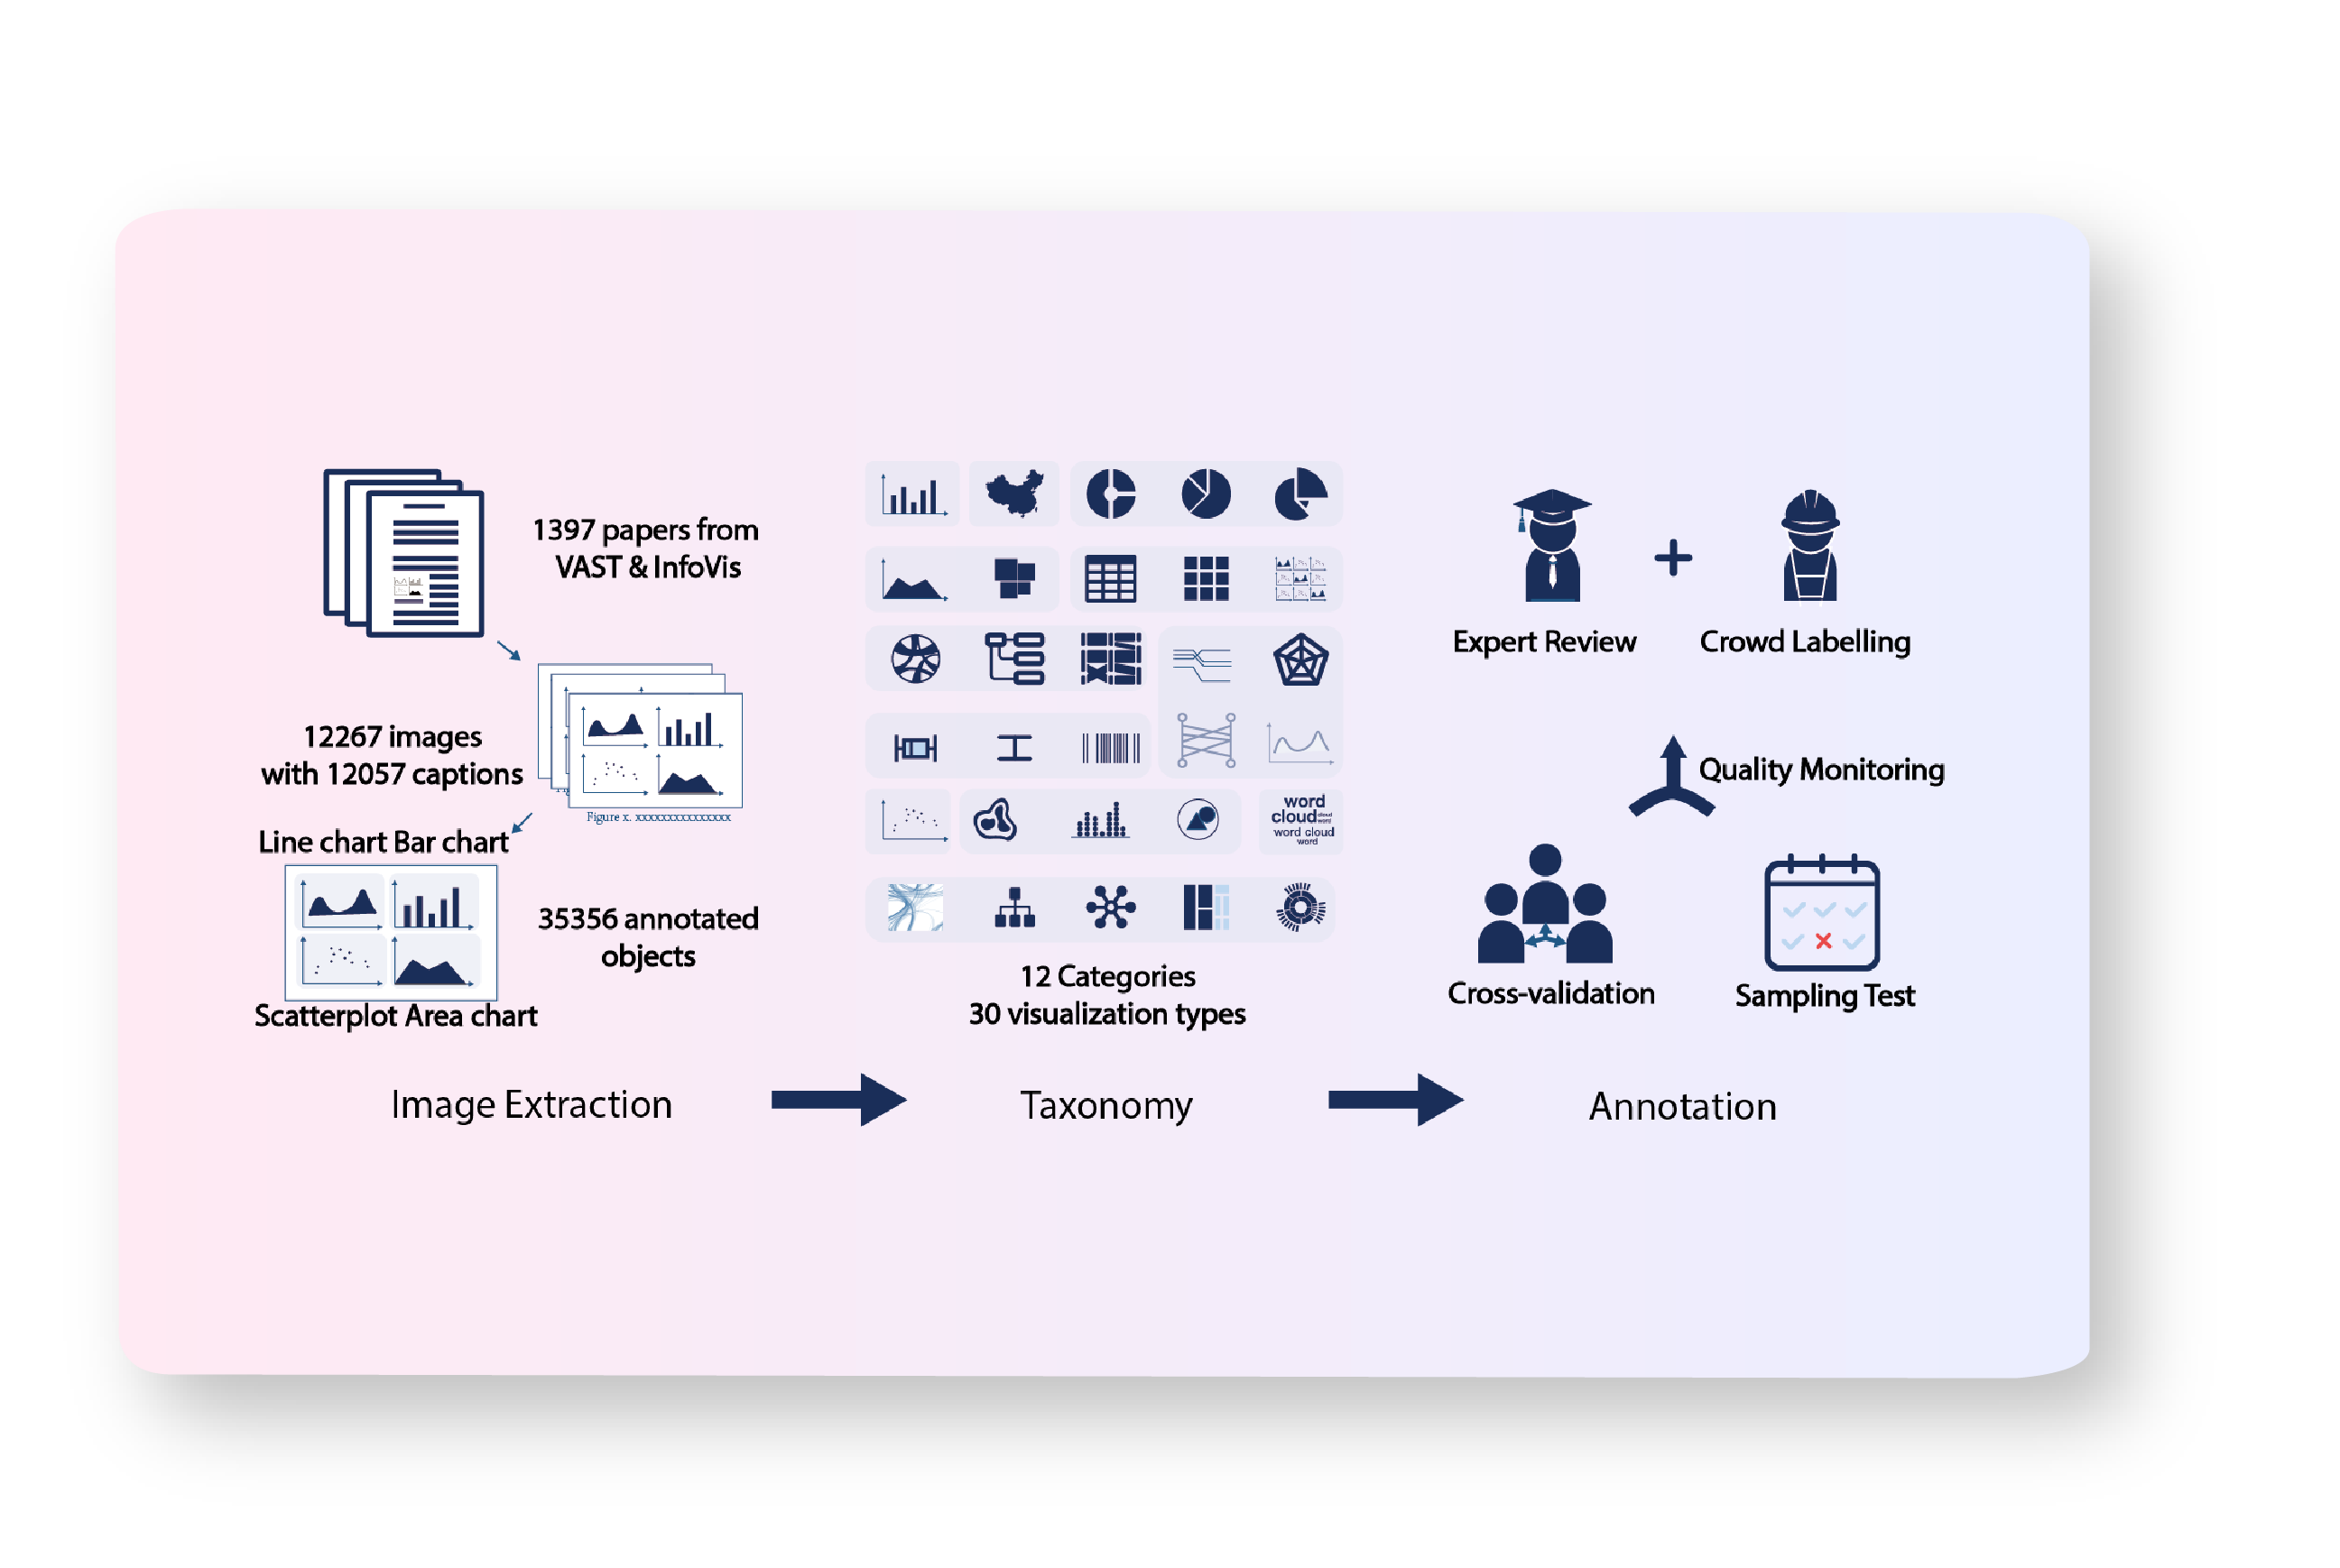 1397 papers from
VAST & InfoVis
12267 images
with 12057 captions
Figure x. xxxxxxxxxxxxxxx
Line chart Bar chart
35356 annotated
objects
Scatterplot Area chart
Image Extraction
word
cloud cloud
word
word cloud
word
12 Categories
30 visualization types
Taxonomy
Expert Review
Crowd Labelling
Quality Monitoring
Cross-validation
Sampling Test
Annotation